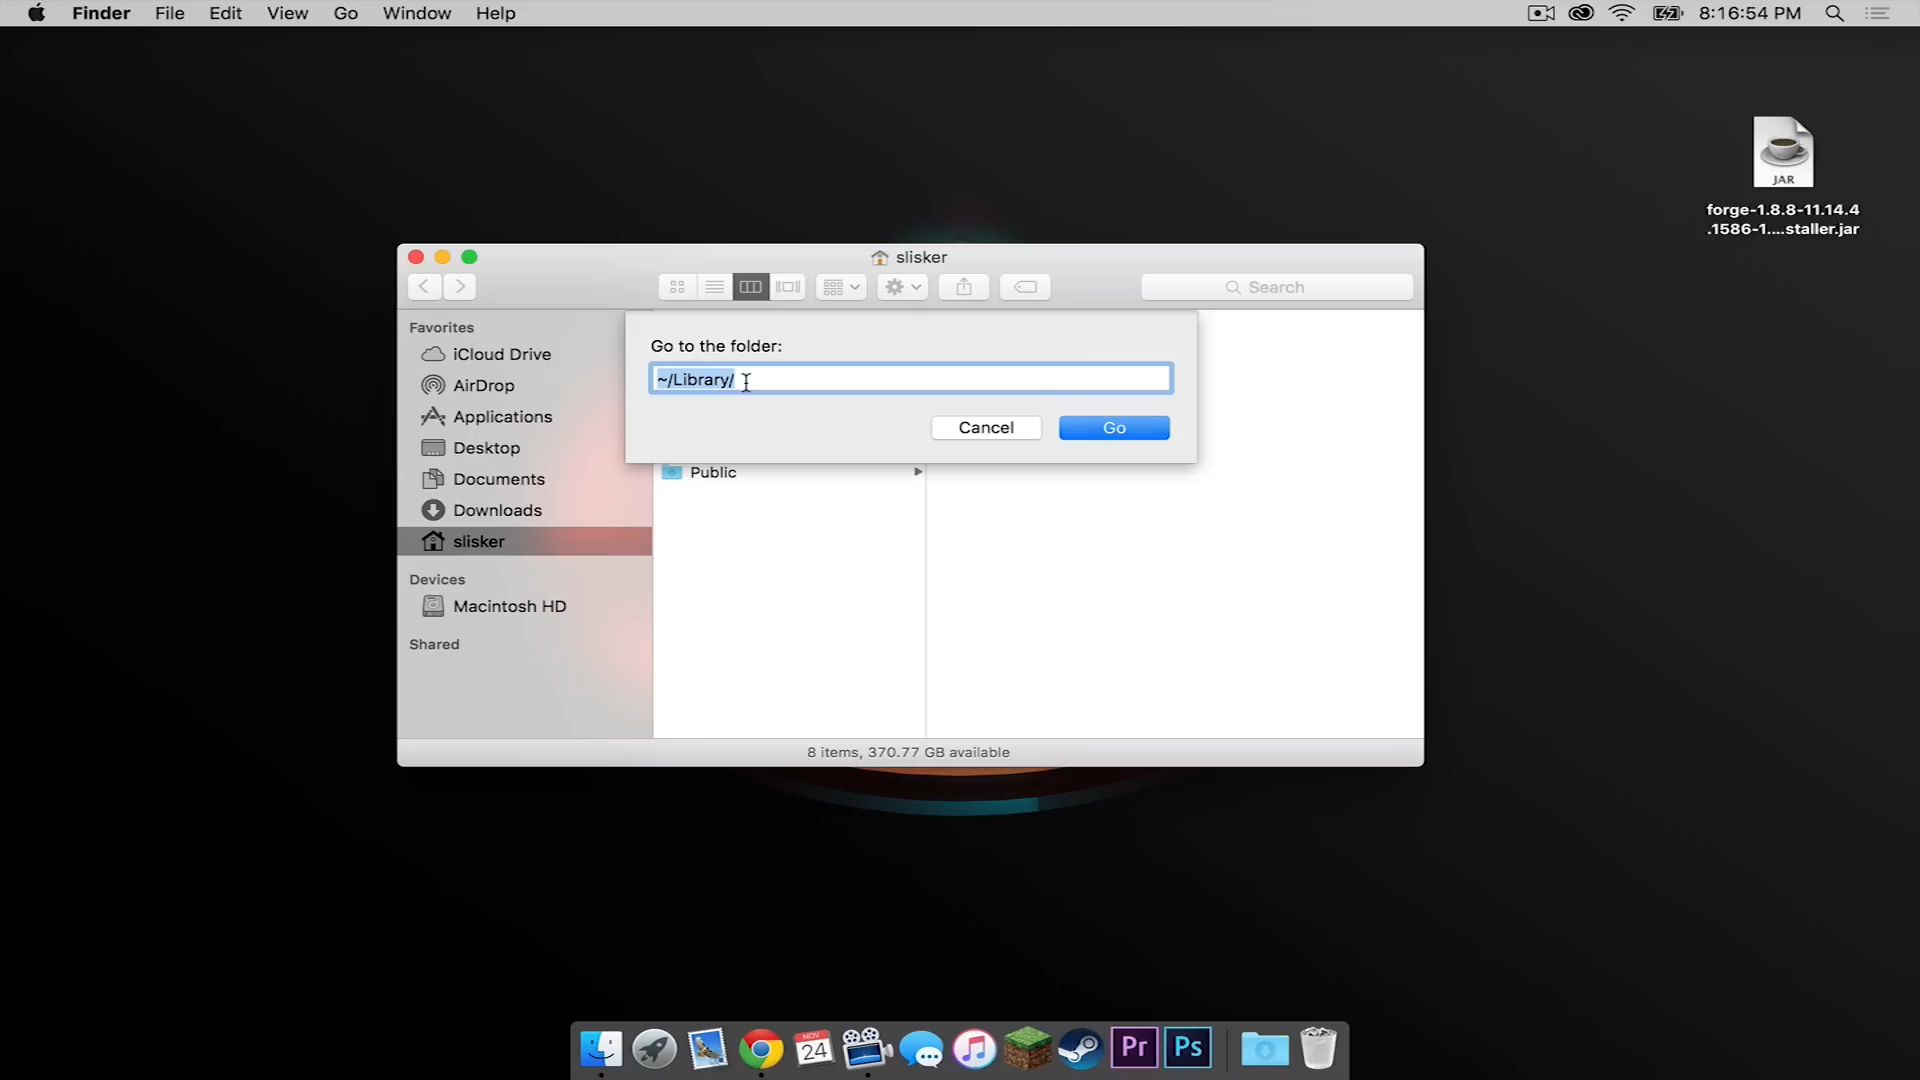 Finder File Edit View Go Window Help 8:16:54 PM
JAR
forge-1.8.8-11.14.4
.1586-1....staller.jar
slisker
Search
Favorites
iCloud Drive
AirDrop
Applications
Desktop
Documents
Downloads
slisker
Devices
Macintosh HD
Shared
Go to the folder:
~/Library/
Cancel Go
Public
8 items, 370.77 GB available
NOV
24
Pr Ps